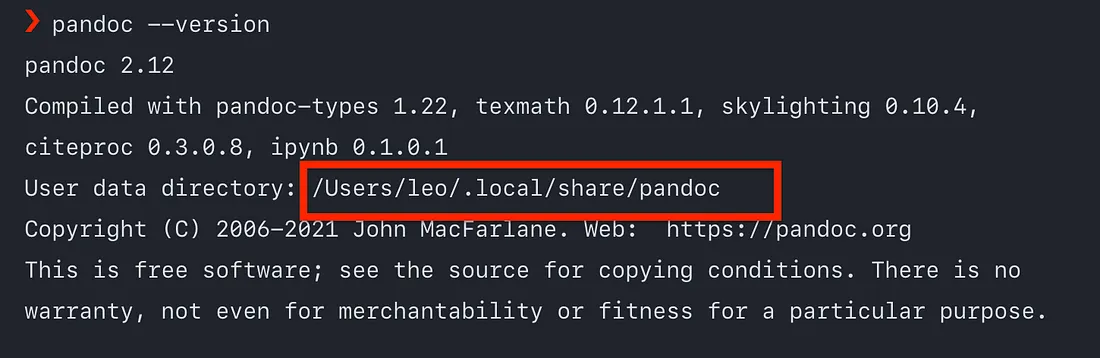 ❯ pandoc --version
pandoc 2.12
Compiled with pandoc-types 1.22, texmath 0.12.1.1, skylighting 0.10.4,
citeproc 0.3.0.8, ipynb 0.1.0.1
User data directory: /Users/leo/.local/share/pandoc
Copyright (C) 2006-2021 John MacFarlane. Web:  https://pandoc.org
This is free software; see the source for copying conditions. There is no
warranty, not even for merchantability or fitness for a particular purpose.